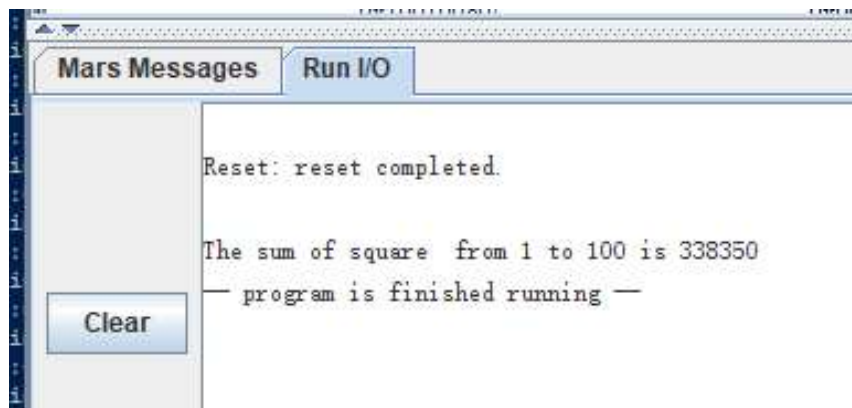 Mars Messages Run I/O
Reset: reset completed.
The sum of square  from 1 to 100 is 338350
— program is finished running —
Clear